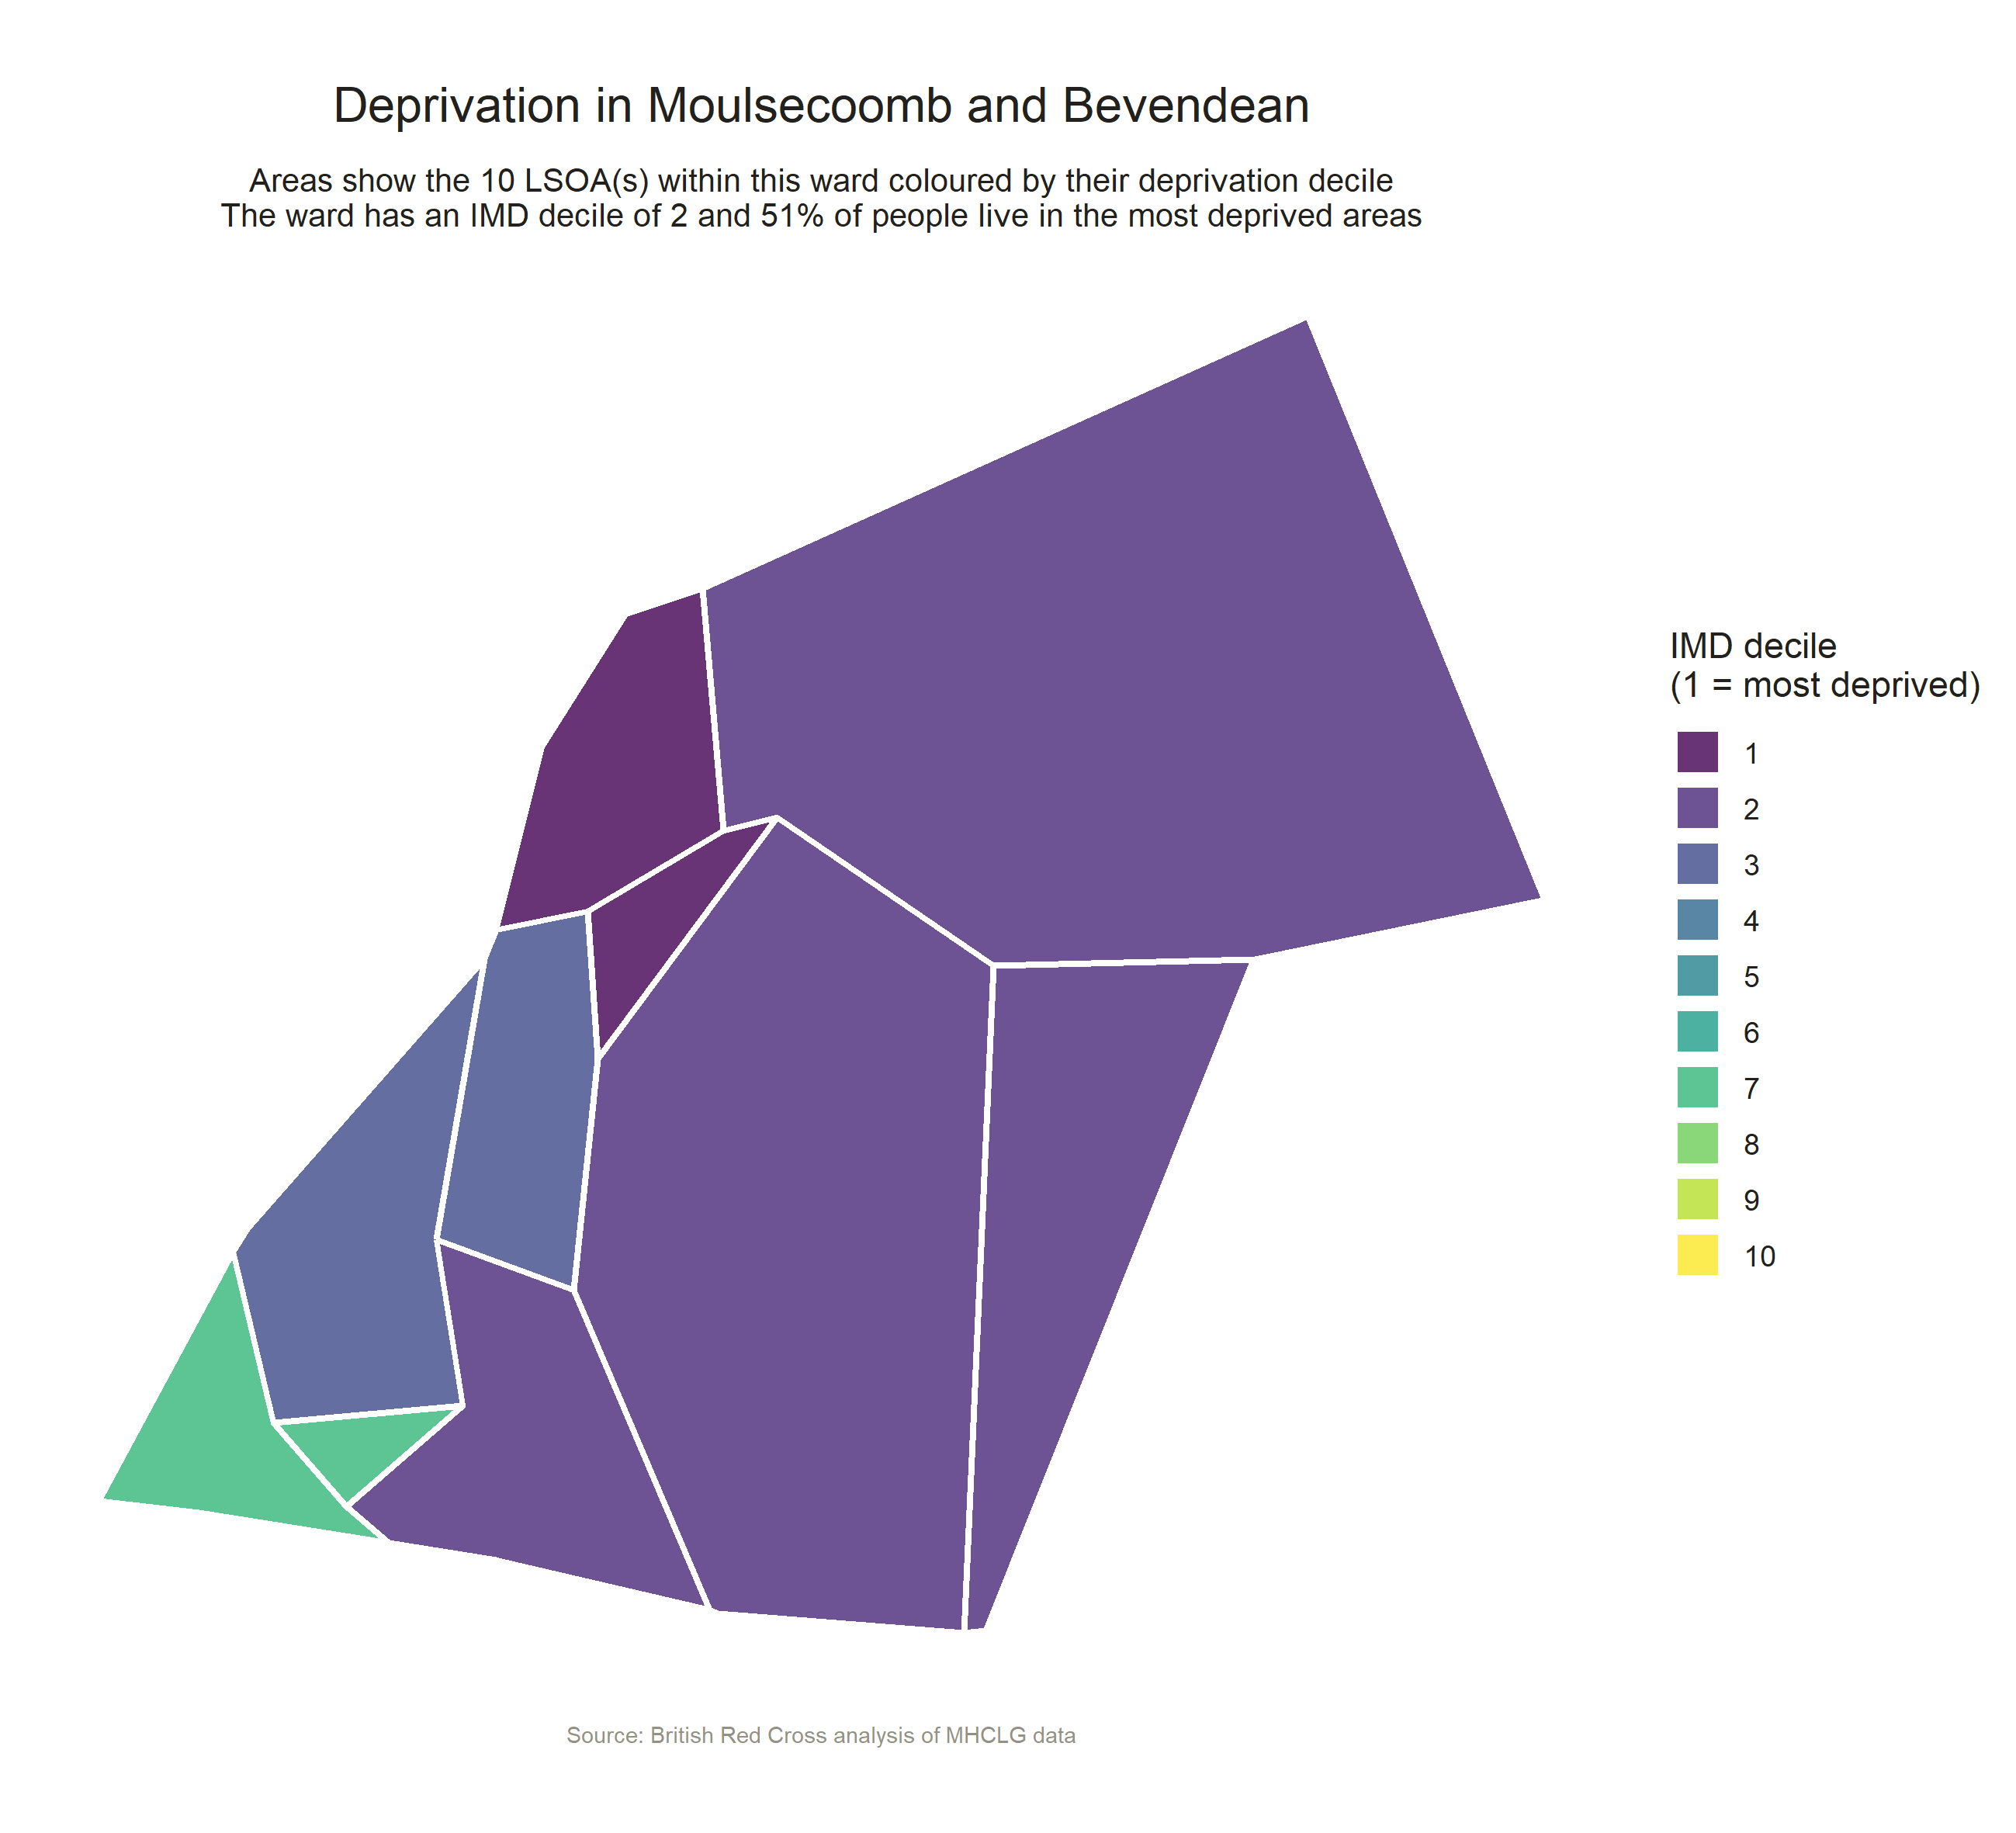 Deprivation in Moulsecoomb and Bevendean
Areas show the 10 LSOA(s) within this ward coloured by their deprivation decile
The ward has an IMD decile of 2 and 51% of people live in the most deprived areas
IMD decile
(1 = most deprived)
1
2
3
4
5
6
7
8
9
10
Source: British Red Cross analysis of MHCLG data